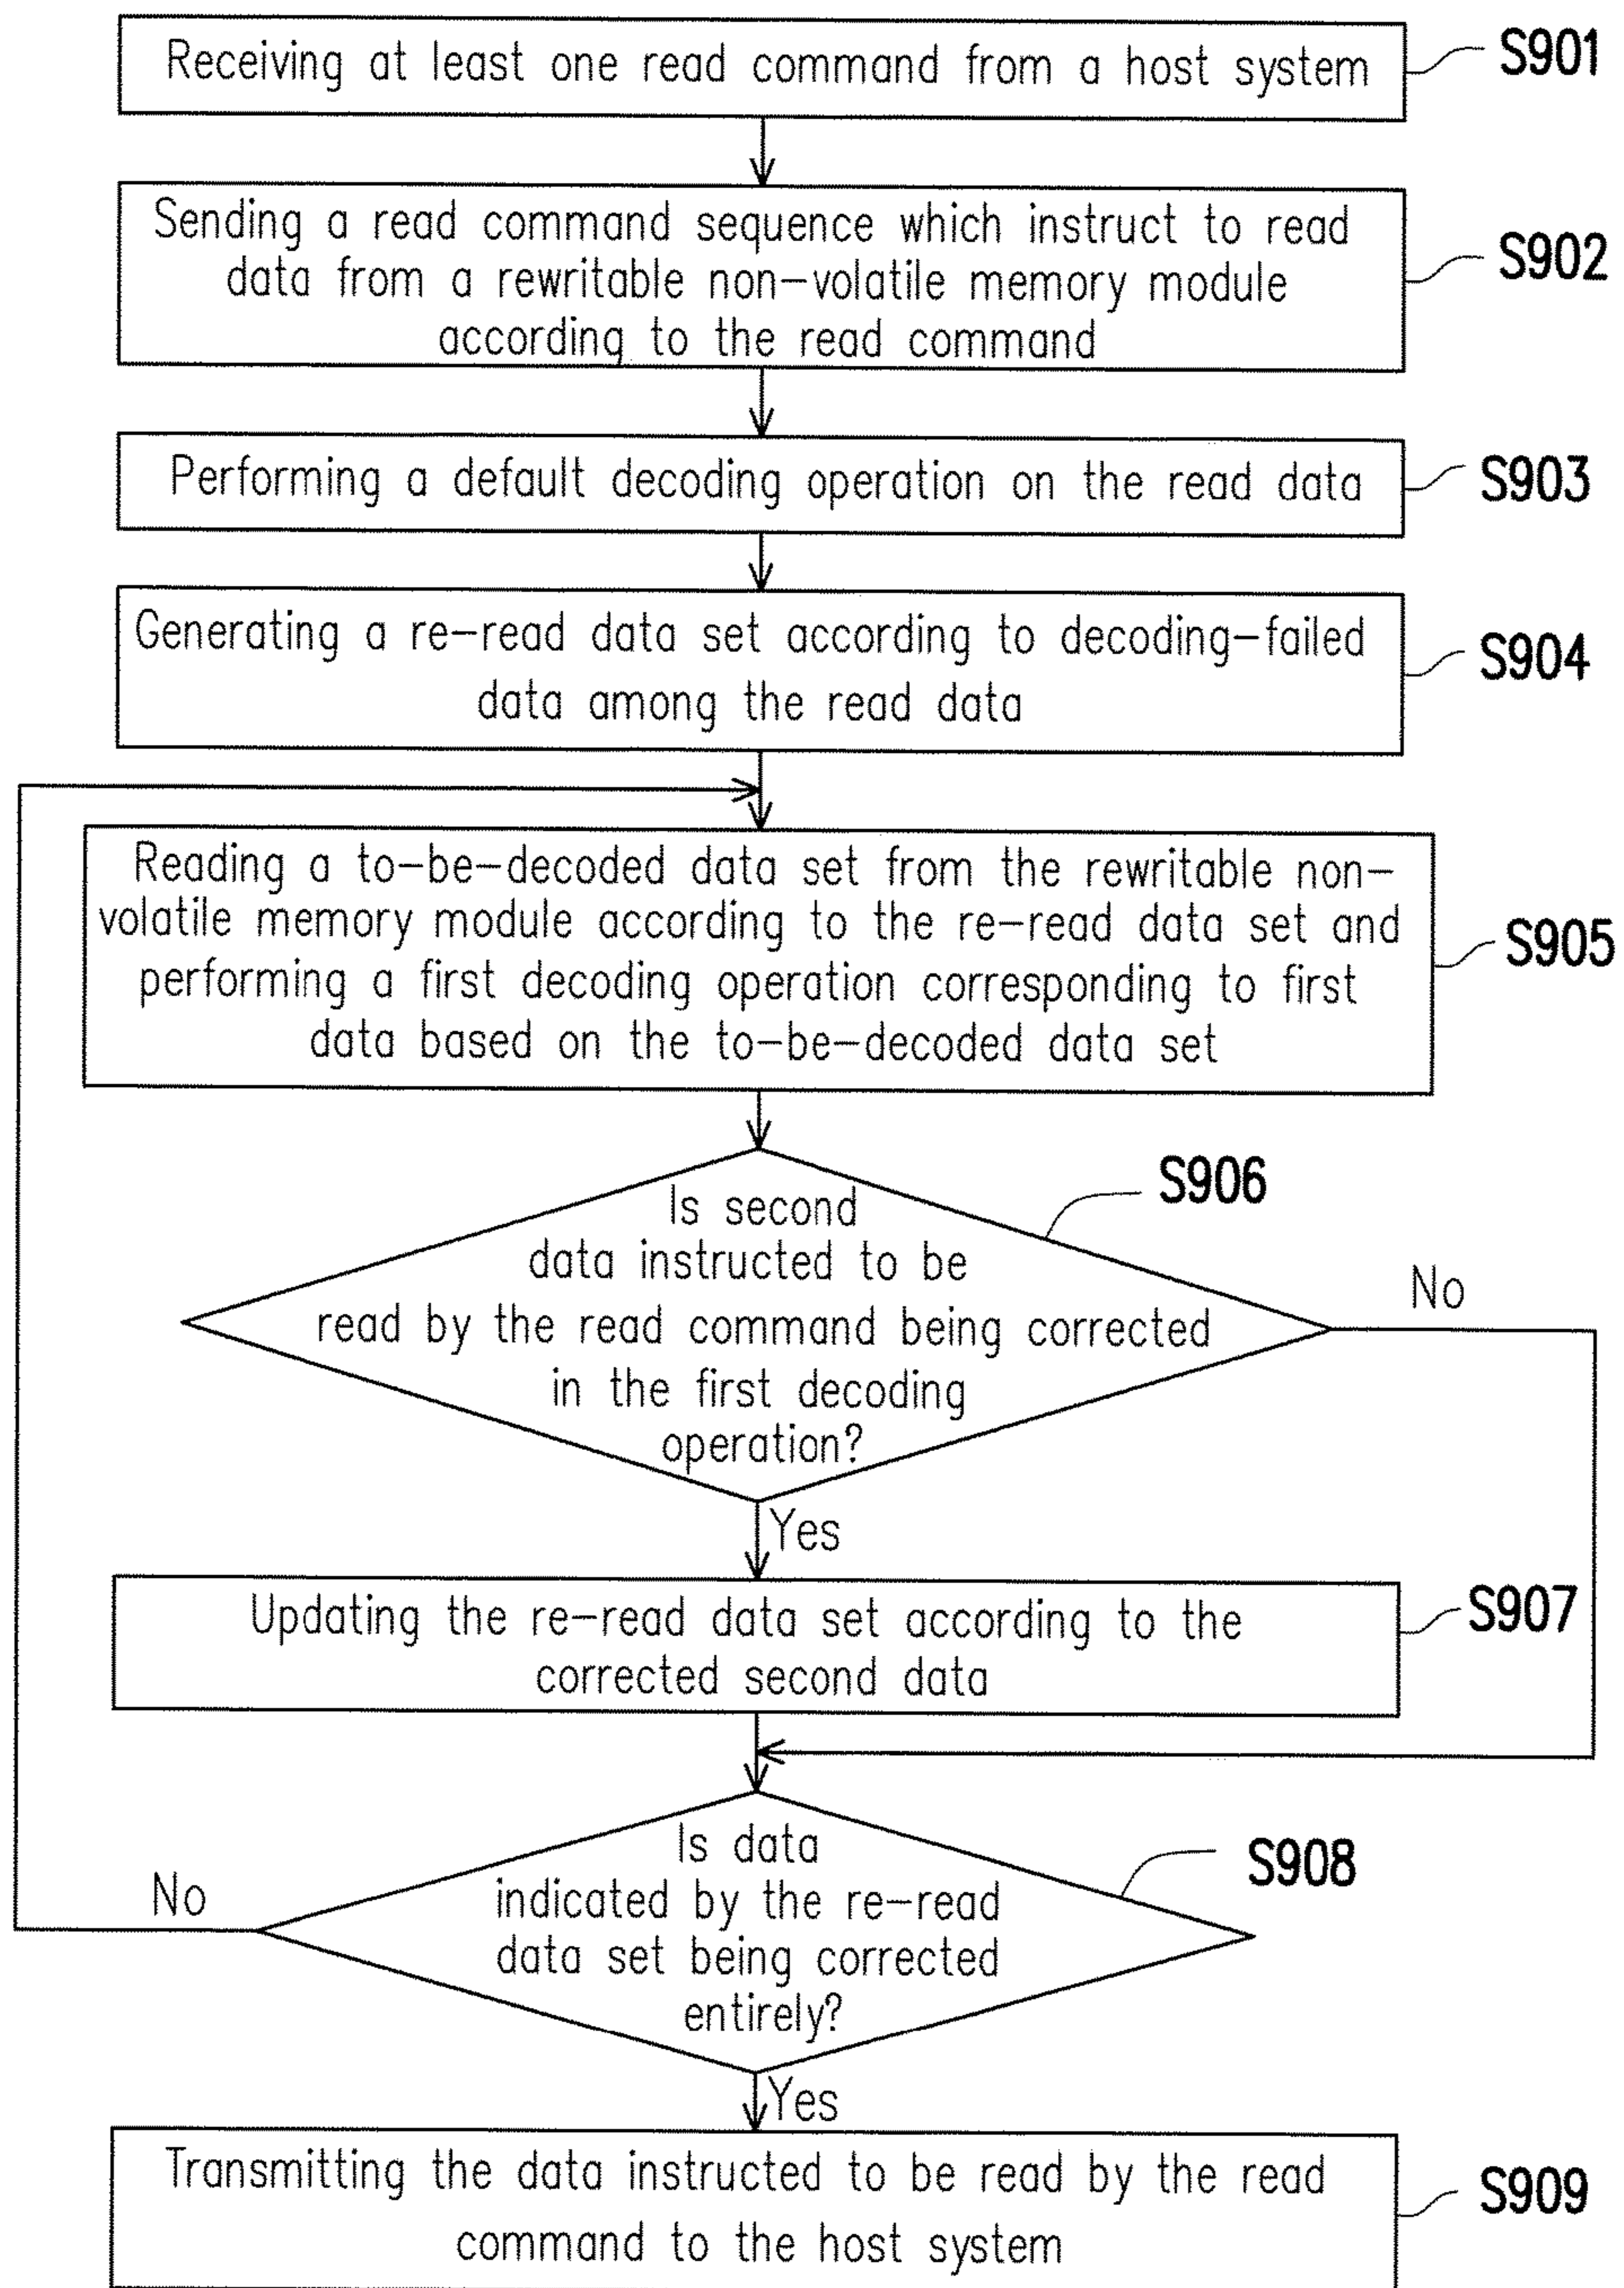 Receiving at least one read command from a host system
S901
Sending a read command sequence which instruct to read
data from a rewritable non-volatile memory module
according to the read command
S902
Performing a default decoding operation on the read data
S903
Generating a re-read data set according to decoding-failed
data among the read data
S904
Reading a to-be-decoded data set from the rewritable non-
volatile memory module according to the re-read data set and
performing a first decoding operation corresponding to first
data based on the to-be-decoded data set
S905
Is second
data instructed to be
read by the read command being corrected
in the first decoding
operation?
S906
No
Yes
Updating the re-read data set according to the
corrected second data
S907
Is data
indicated by the re-read
data set being corrected
entirely?
S908
No
Yes
Transmitting the data instructed to be read by the read
command to the host system
S909